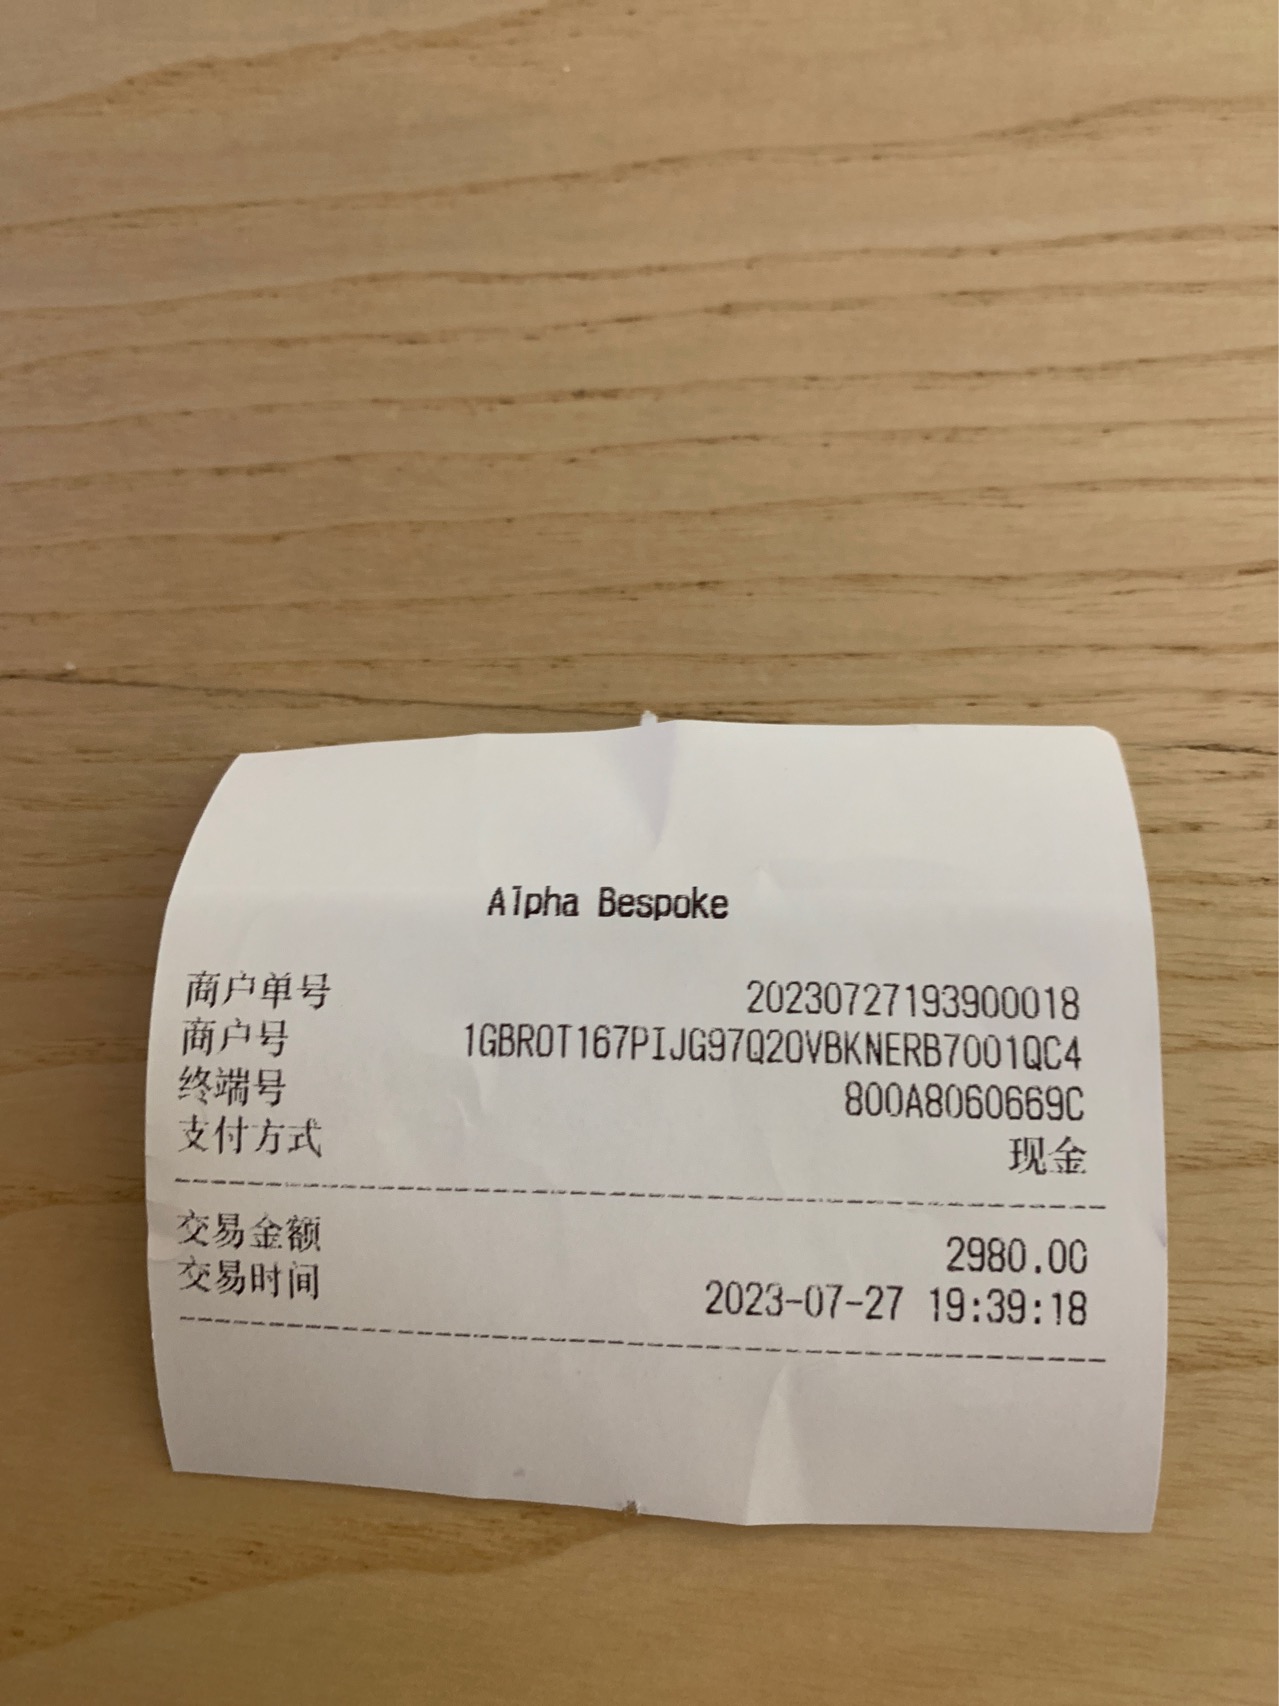 Alpha Bespoke
商户单号 20230727193900018
商户号 1GBR0T167PIJG97Q20VBKNERB7001QC4
终端号 800A8060669C
支付方式 现金
交易金额 2980.00
交易时间 2023-07-27 19:39:18